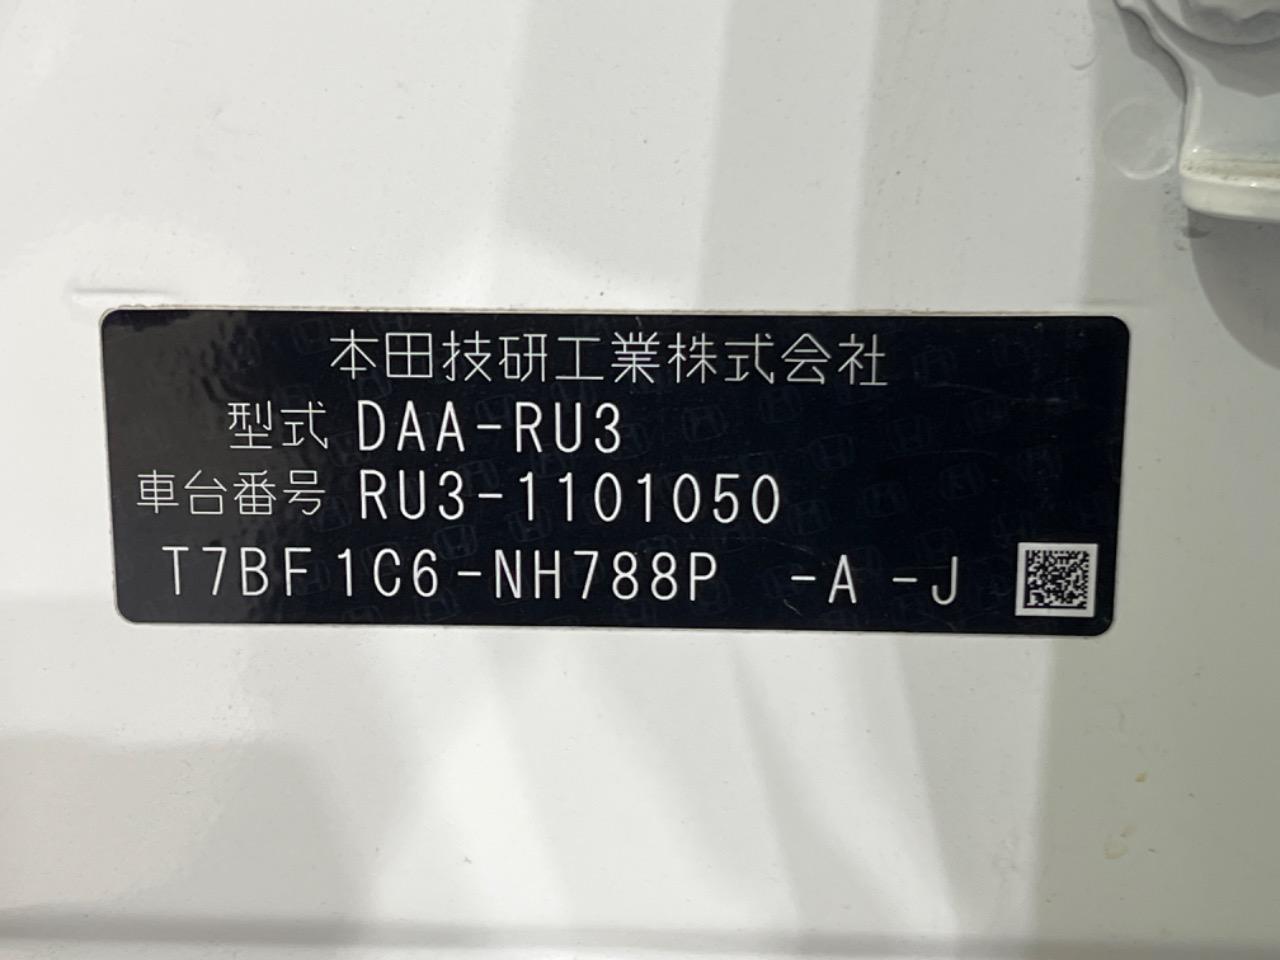 本田技研工業株式会社
型式 DAA-RU3
車台番号 RU3-1101050
T7BF1C6-NH788P -A -J